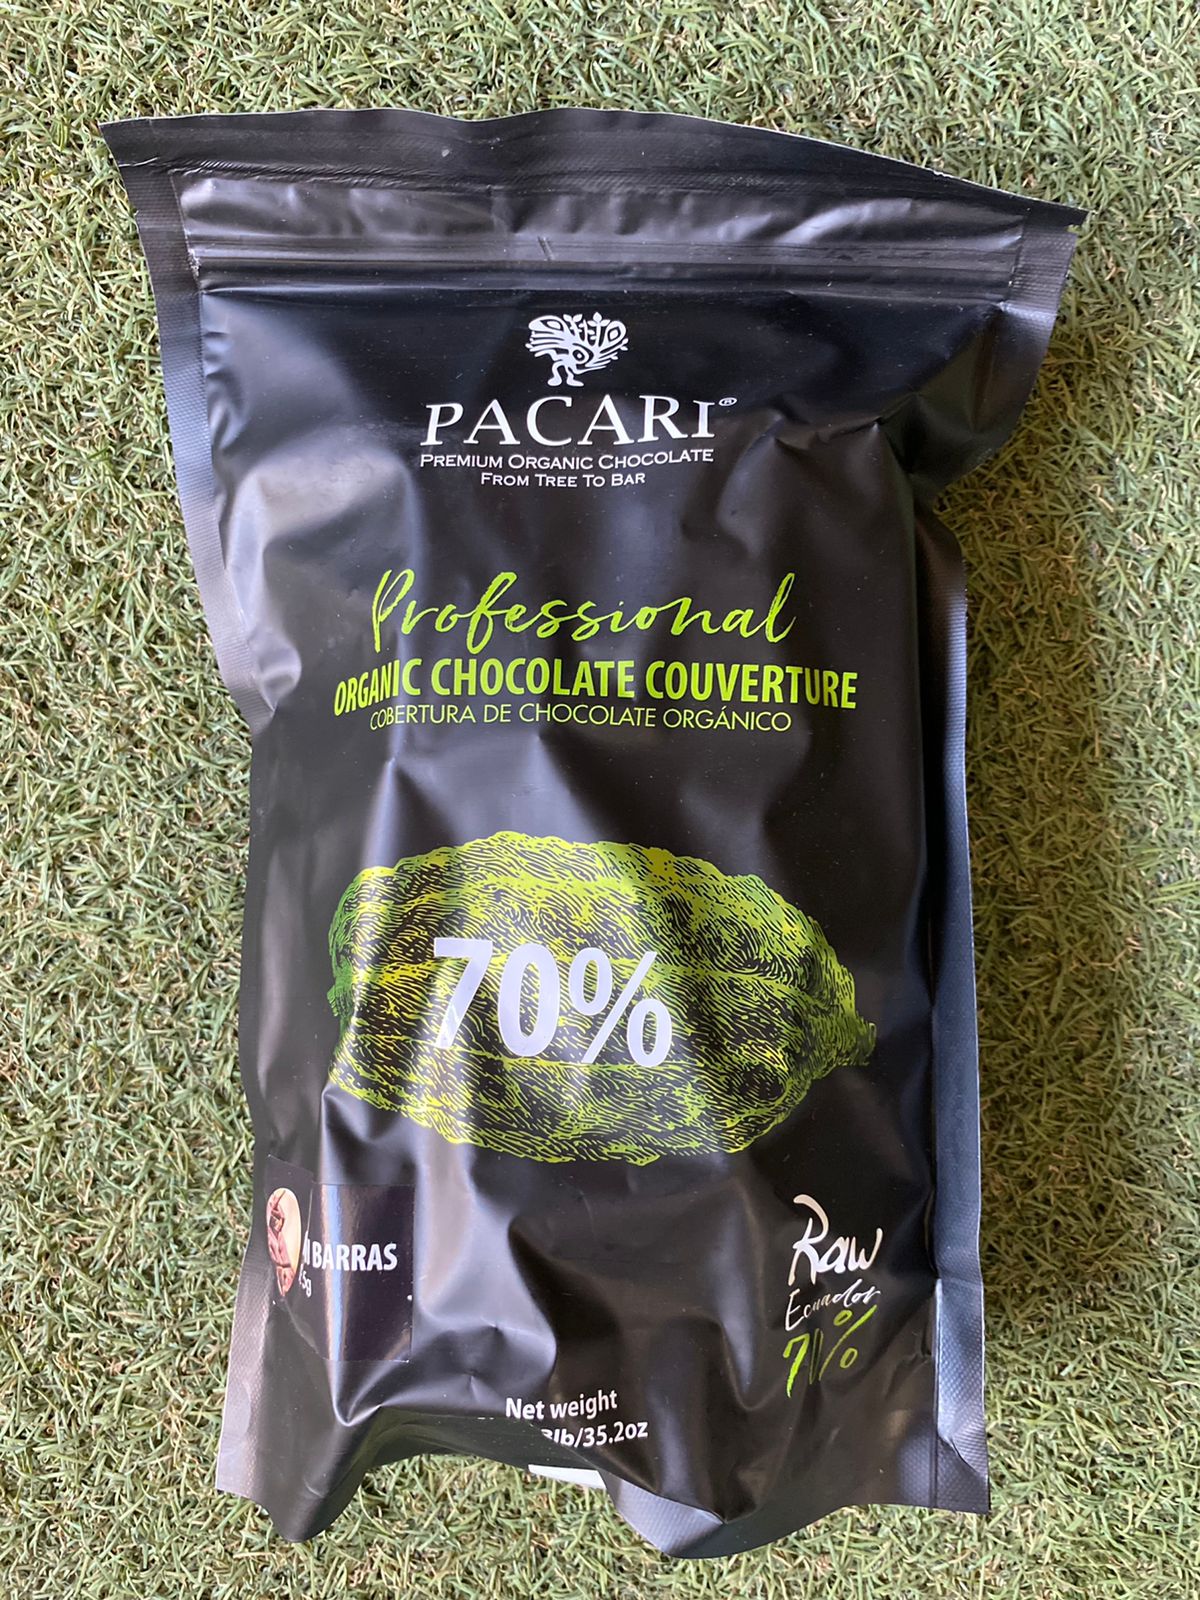 PACARI®
PREMIUM ORGANIC CHOCOLATE
FROM TREE TO BAR
Professional
ORGANIC CHOCOLATE COUVERTURE
COBERTURA DE CHOCOLATE ORGÁNICO
70%
BARRAS
Raw
Ecuador
70%
Net weight
/35.2oz